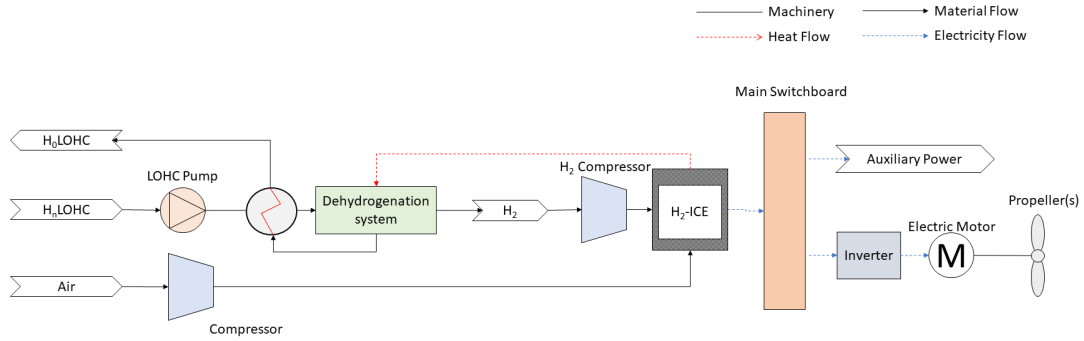 Machinery
Material Flow
Heat Flow
Electricity Flow
Main Switchboard
H₀LOHC
LOHC Pump
HₙLOHC
Dehydrogenation
system
H₂
H₂ Compressor
H₂-ICE
Auxiliary Power
Propeller(s)
Electric Motor
Inverter
M
Air
Compressor